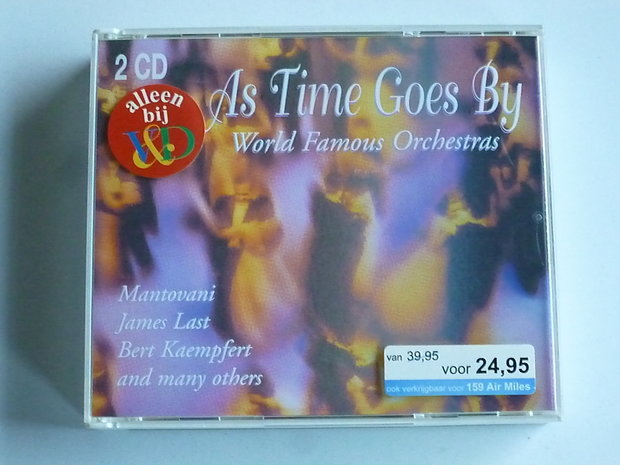 2 CD
alleen
bij
V&D
As Time Goes By
World Famous Orchestras
Mantovani
James Last
Bert Kaempfert
and many others
van 39,95
voor 24,95
ook verkrijgbaar voor 159 Air Miles